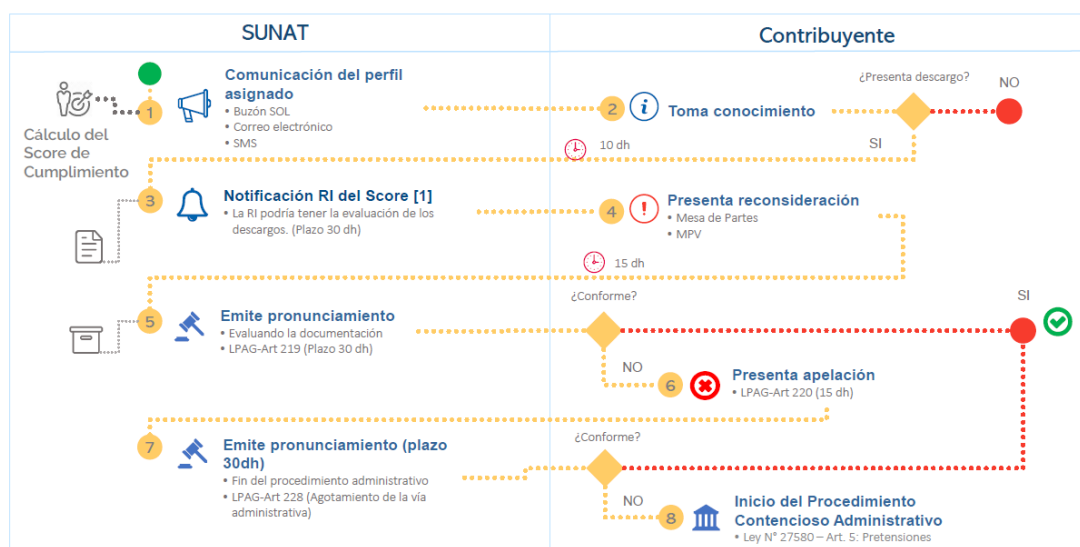 SUNAT
Contribuyente
Cálculo del
Score de
Cumplimiento
1
Comunicación del perfil
asignado
• Buzón SOL
• Correo electrónico
• SMS
2
Toma conocimiento
¿Presenta descargo?
NO
SI
10 dh
3
Notificación RI del Score [1]
• La RI podría tener la evaluación de los
descargos. (Plazo 30 dh)
4
Presenta reconsideración
• Mesa de Partes
• MPV
15 dh
5
Emite pronunciamiento
• Evaluando la documentación
• LPAG-Art 219 (Plazo 30 dh)
¿Conforme?
SI
NO
6
Presenta apelación
• LPAG-Art 220 (15 dh)
7
Emite pronunciamiento (plazo
30dh)
• Fin del procedimiento administrativo
• LPAG-Art 228 (Agotamiento de la vía
administrativa)
¿Conforme?
NO
8
Inicio del Procedimiento
Contencioso Administrativo
• Ley N° 27580 – Art. 5: Pretensiones